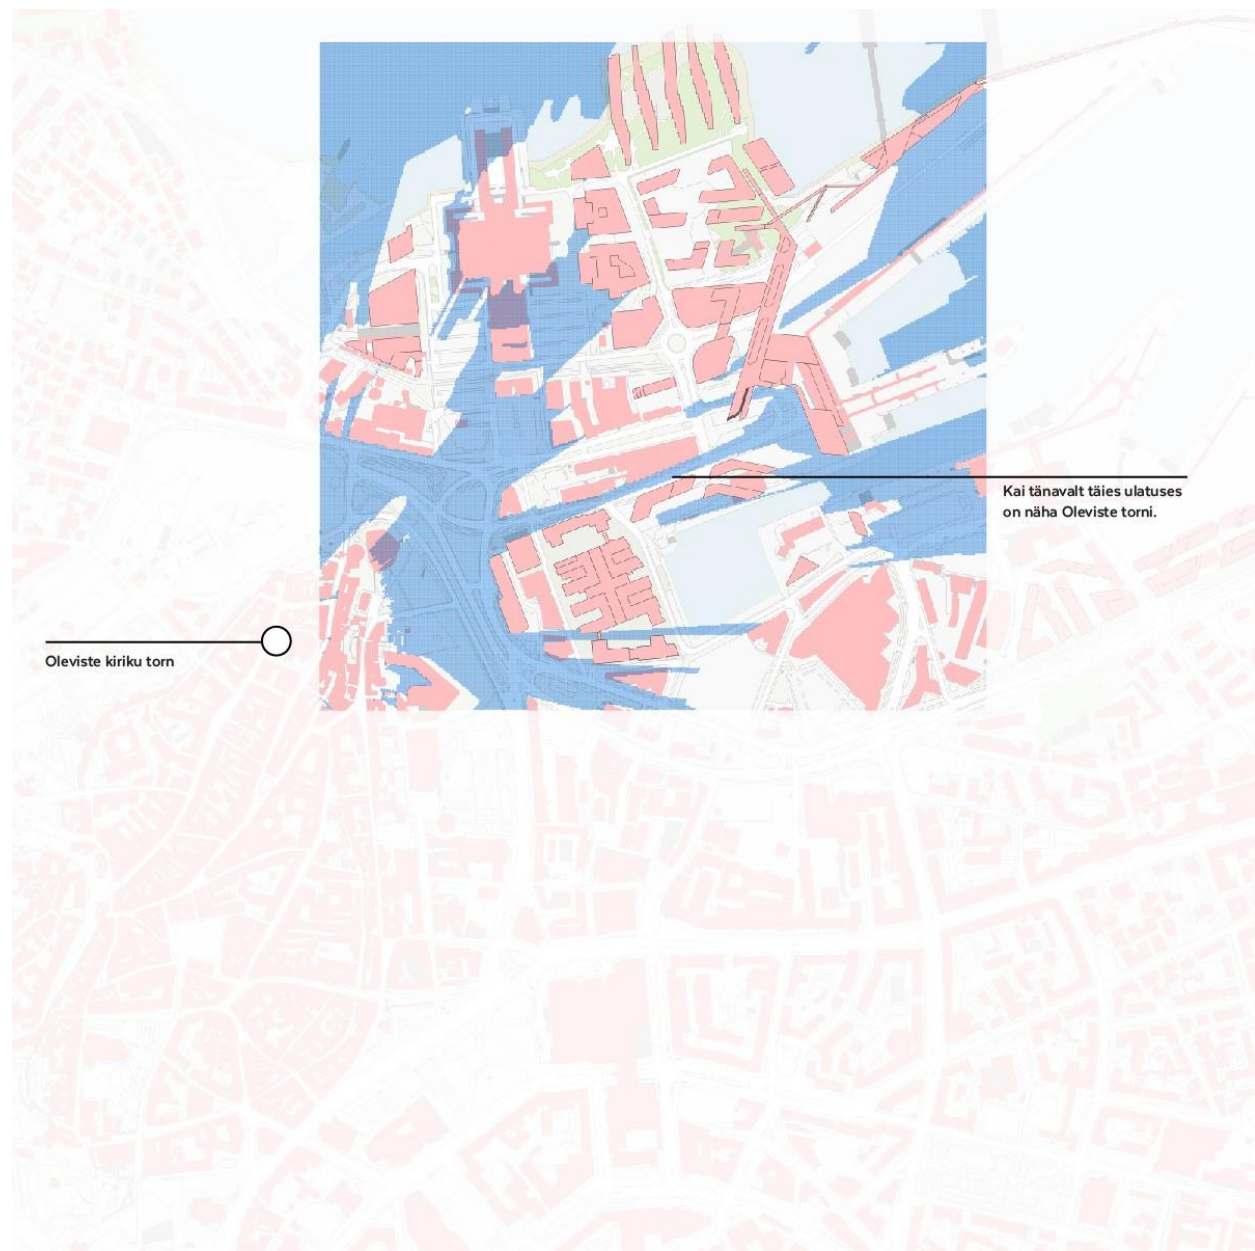 Kai tänavalt täies ulatuses
on näha Oleviste torni.
Oleviste kiriku torn